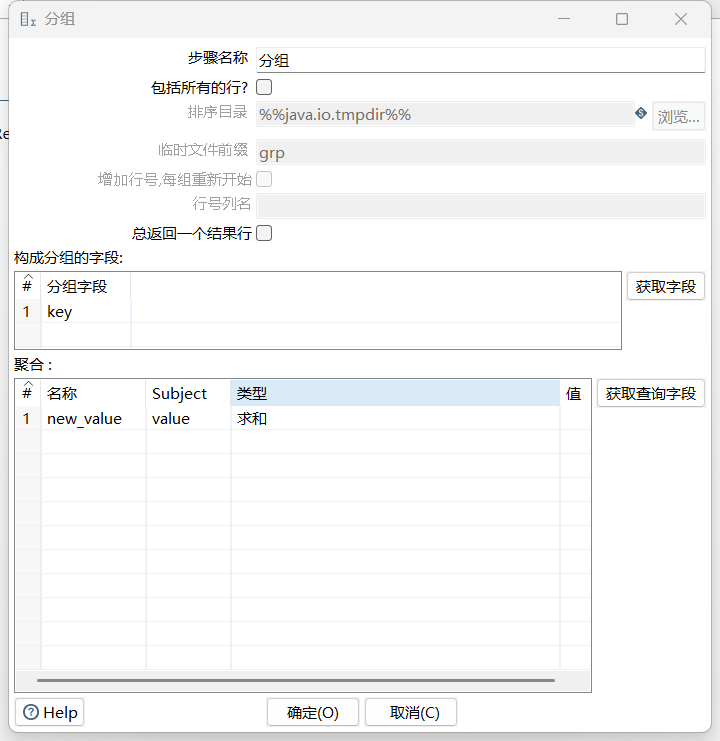 分组
步骤名称 分组
包括所有的行?
排序目录 %%java.io.tmpdir%% 浏览...
临时文件前缀 grp
增加行号,每组重新开始
行号列名
总返回一个结果行
构成分组的字段:
# 分组字段 获取字段
1 key
聚合 :
# 名称 Subject 类型 值 获取查询字段
1 new_value value 求和
Help 确定(O) 取消(C)